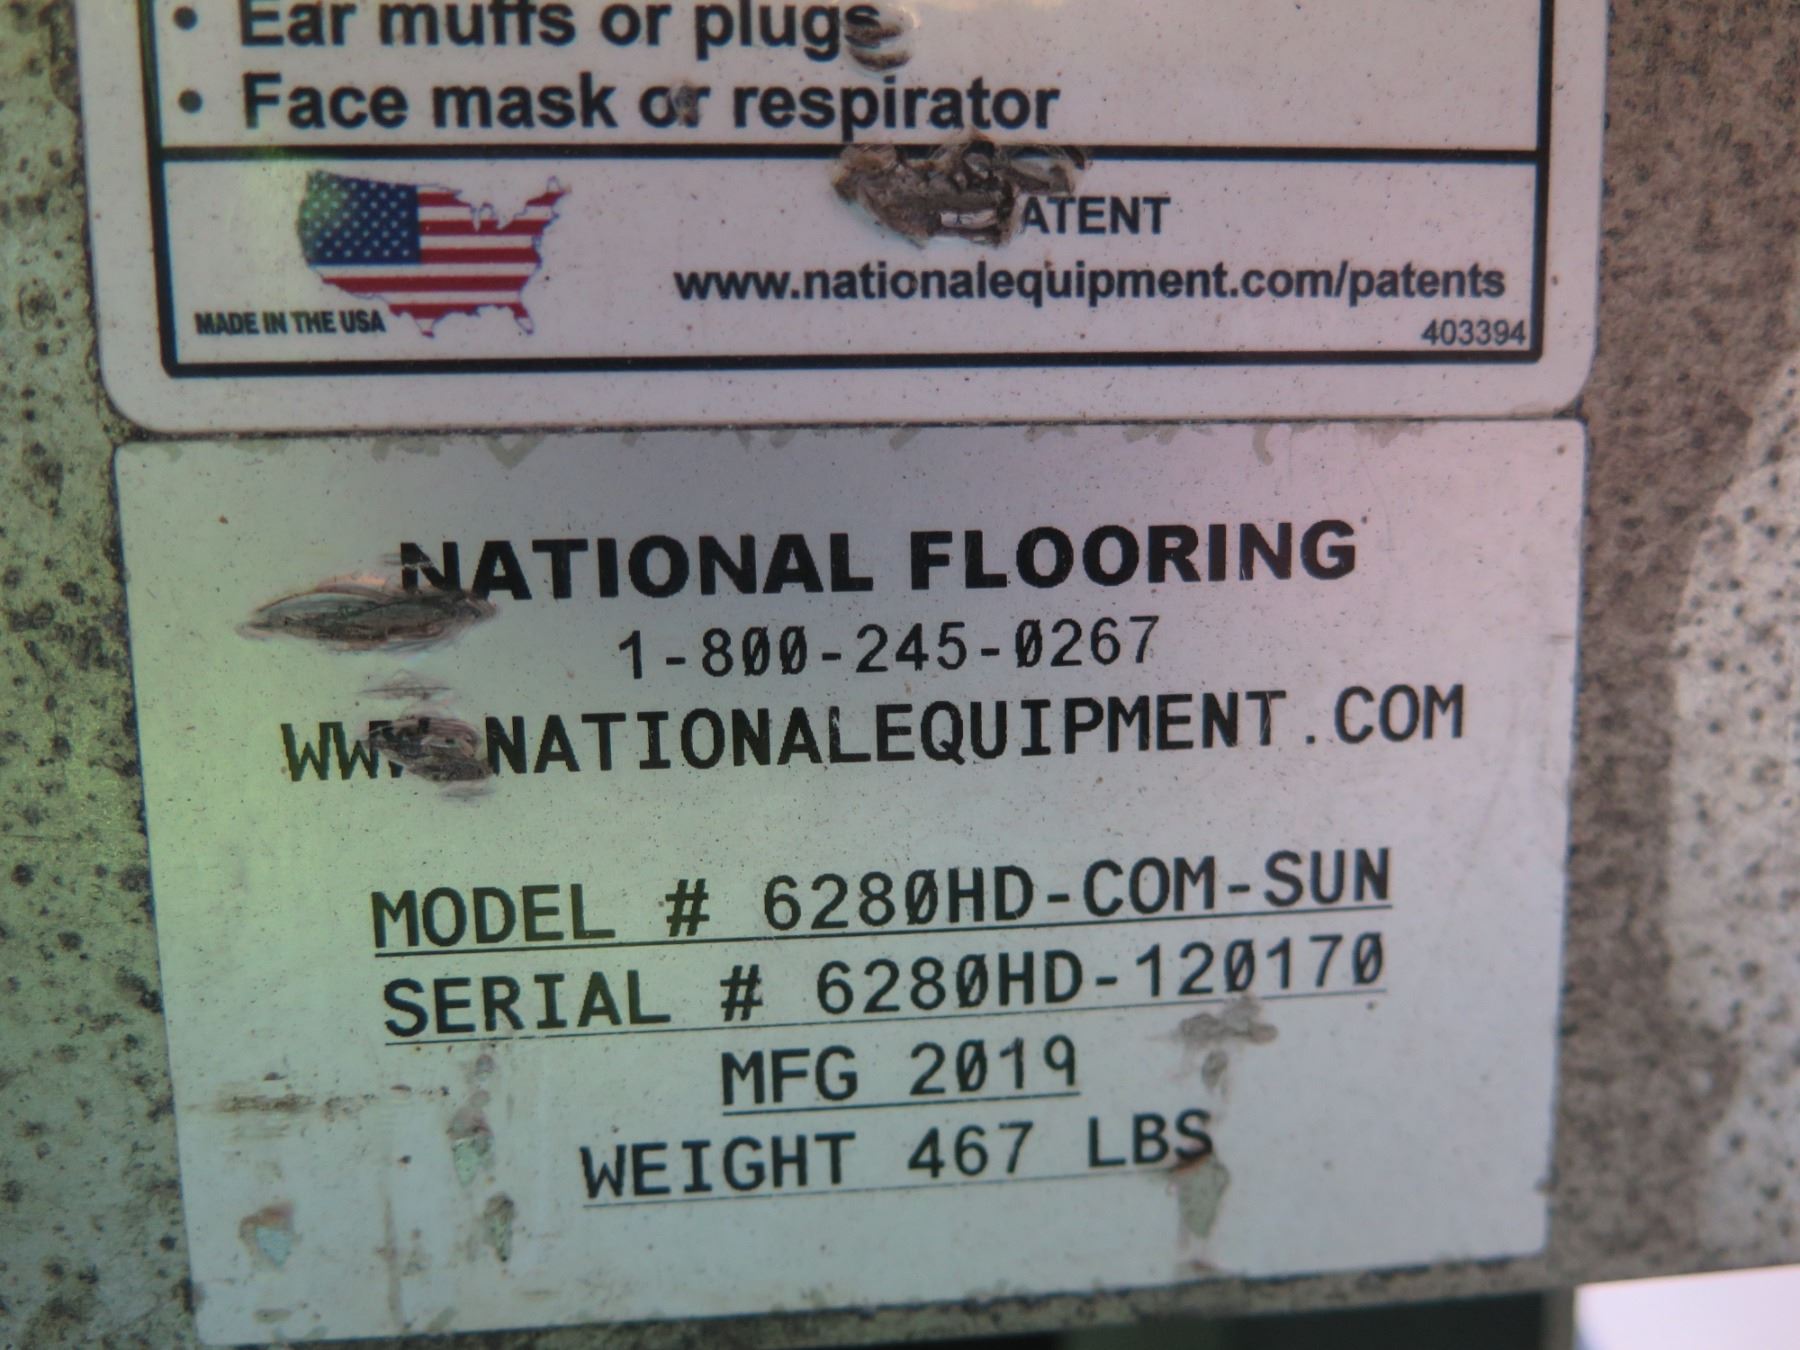 • Ear muffs or plugs
• Face mask or respirator
MADE IN THE USA
www.nationalequipment.com/patents
403394
NATIONAL FLOORING
1-800-245-0267
WWW.NATIONALEQUIPMENT.COM
MODEL # 6280HD-COM-SUN
SERIAL # 6280HD-120170
MFG 2019
WEIGHT 467 LBS